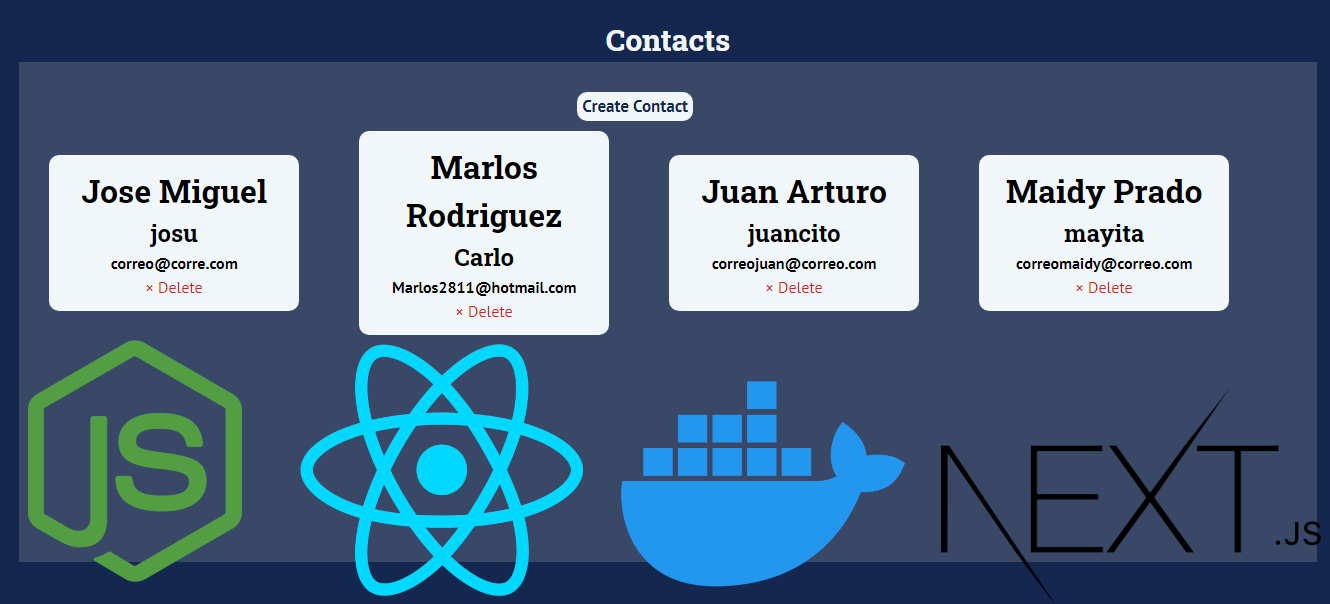 Contacts
Create Contact
Jose Miguel
josu
correo@corre.com
× Delete
Marlos
Rodriguez
Carlo
Marlos2811@hotmail.com
× Delete
Juan Arturo
juancito
correojuan@correo.com
× Delete
Maidy Prado
mayita
correomaidy@correo.com
× Delete
JS
NEXT
.JS